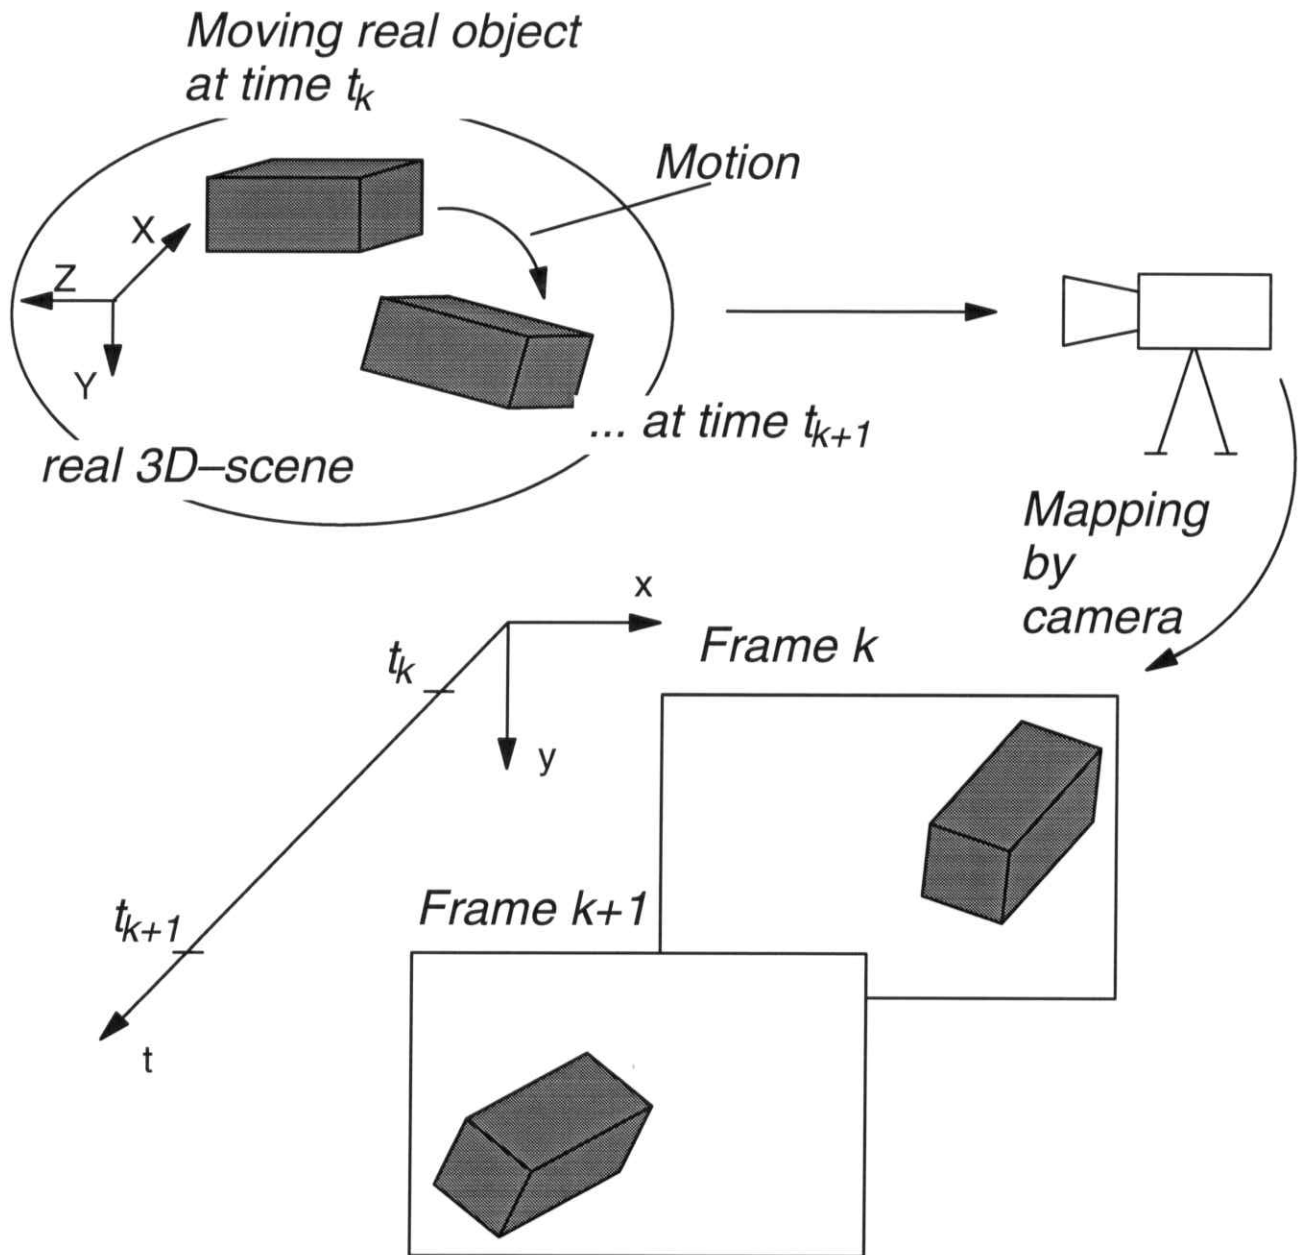 Moving real object
at time tk
Motion
X
Z
Y
... at time tk+1
real 3D–scene
Mapping
by
camera
x
tk
Frame k
y
tk+1
Frame k+1
t